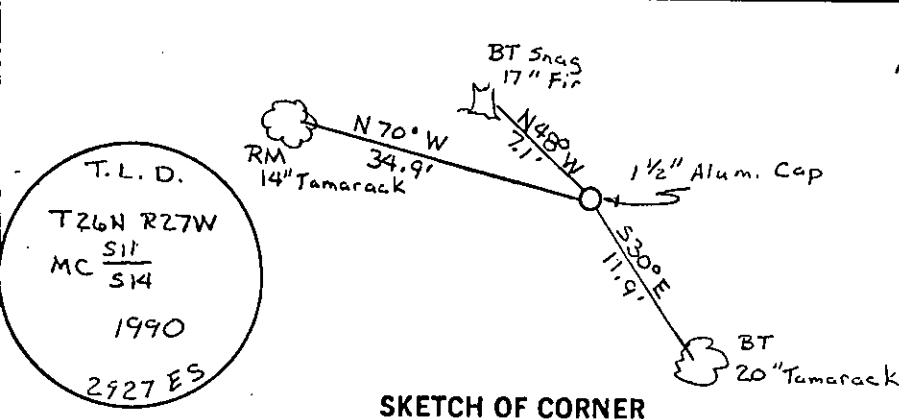 BT Snag
17" Fir
N 70° W
34.9'
N 48° W
7.1'
RM
14" Tamarack
1 1/2" Alum. Cap
T. L. D.
T26N R27W
MC S11
S14
1990
2927 ES
S 30° E
11.9'
BT
20" Tamarack
SKETCH OF CORNER